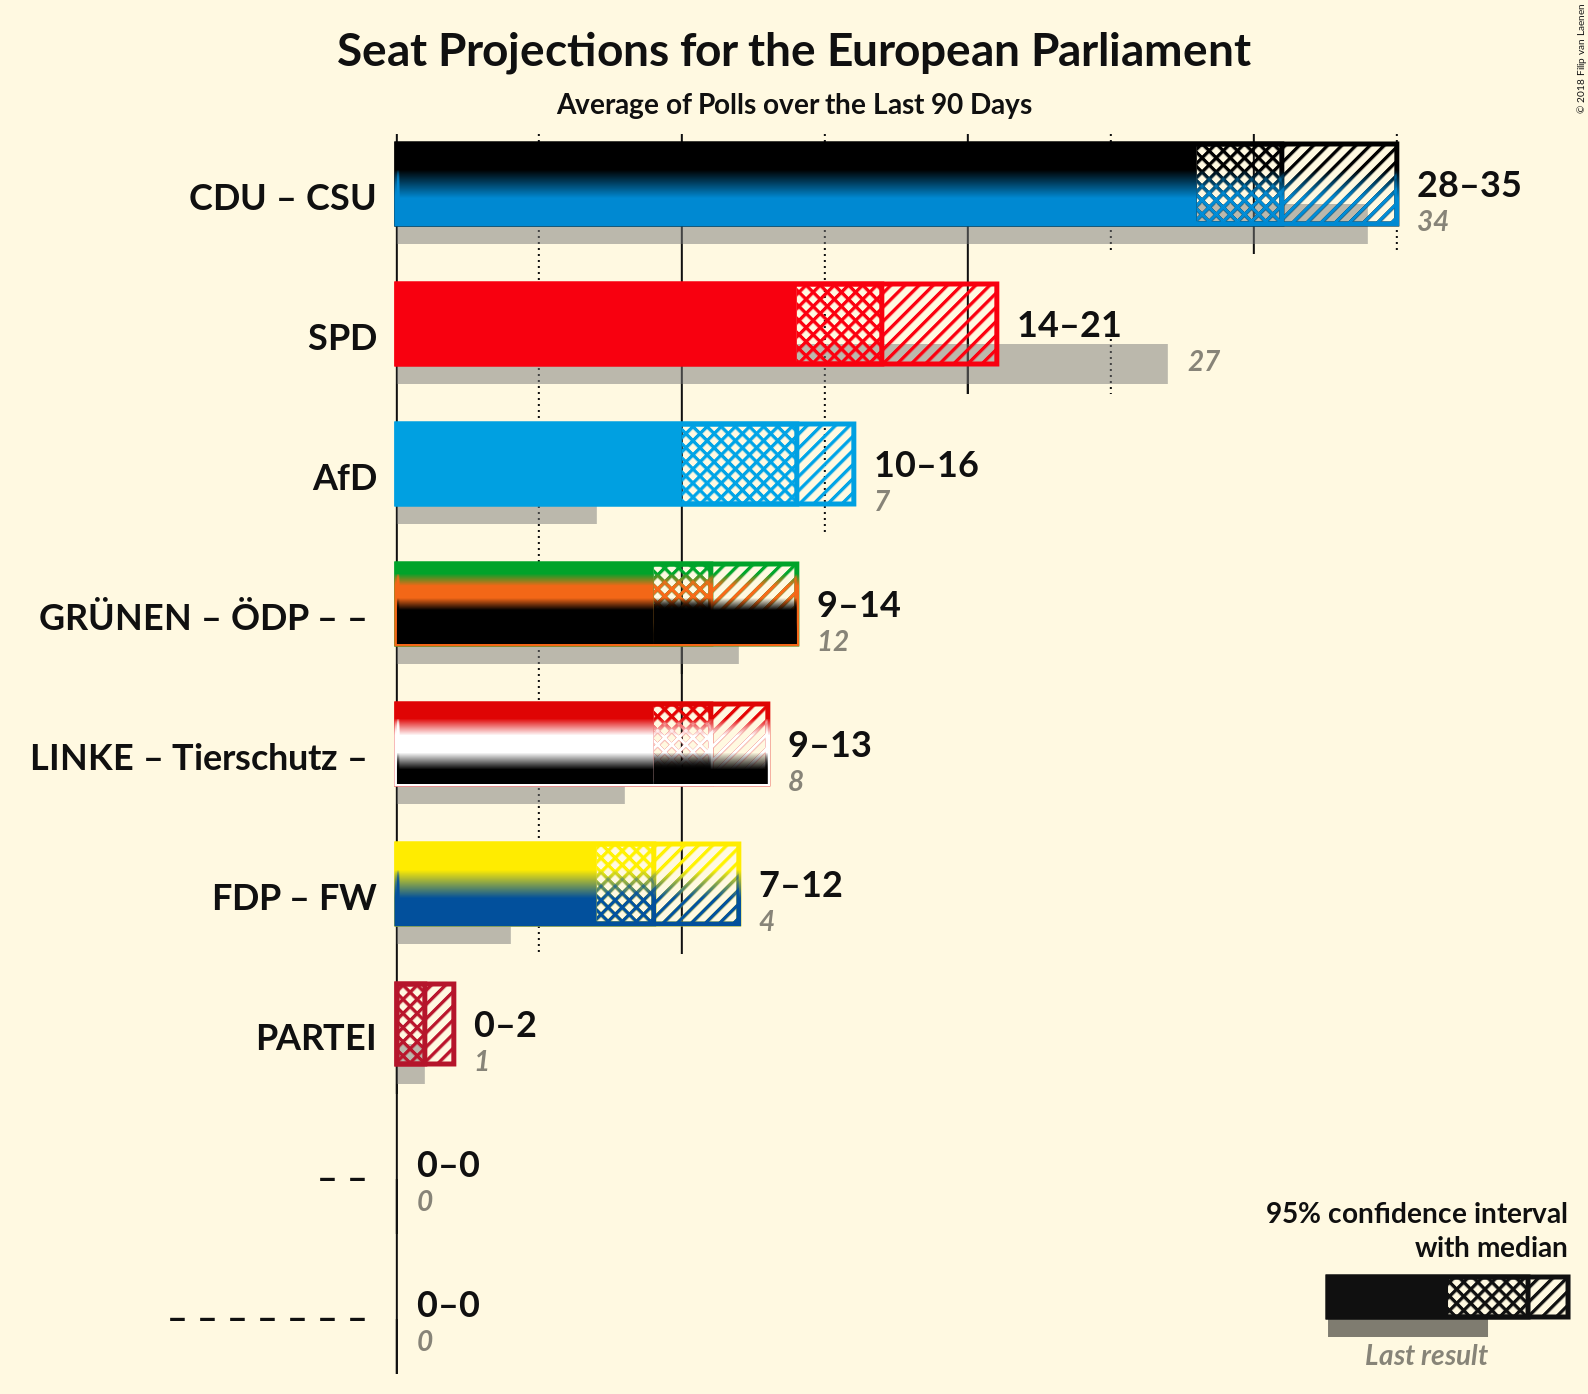 Seat Projections for the European Parliament
Average of Polls over the Last 90 Days
© 2018 Filip van Laenen
CDU – CSU
28–35
34
SPD
14–21
27
AfD
10–16
7
GRÜNEN – ÖDP – –
9–14
12
LINKE – Tierschutz –
9–13
8
FDP – FW
7–12
4
PARTEI
0–2
1
– –
0–0
0
– – – – – – –
0–0
0
95% confidence interval
with median
Last result